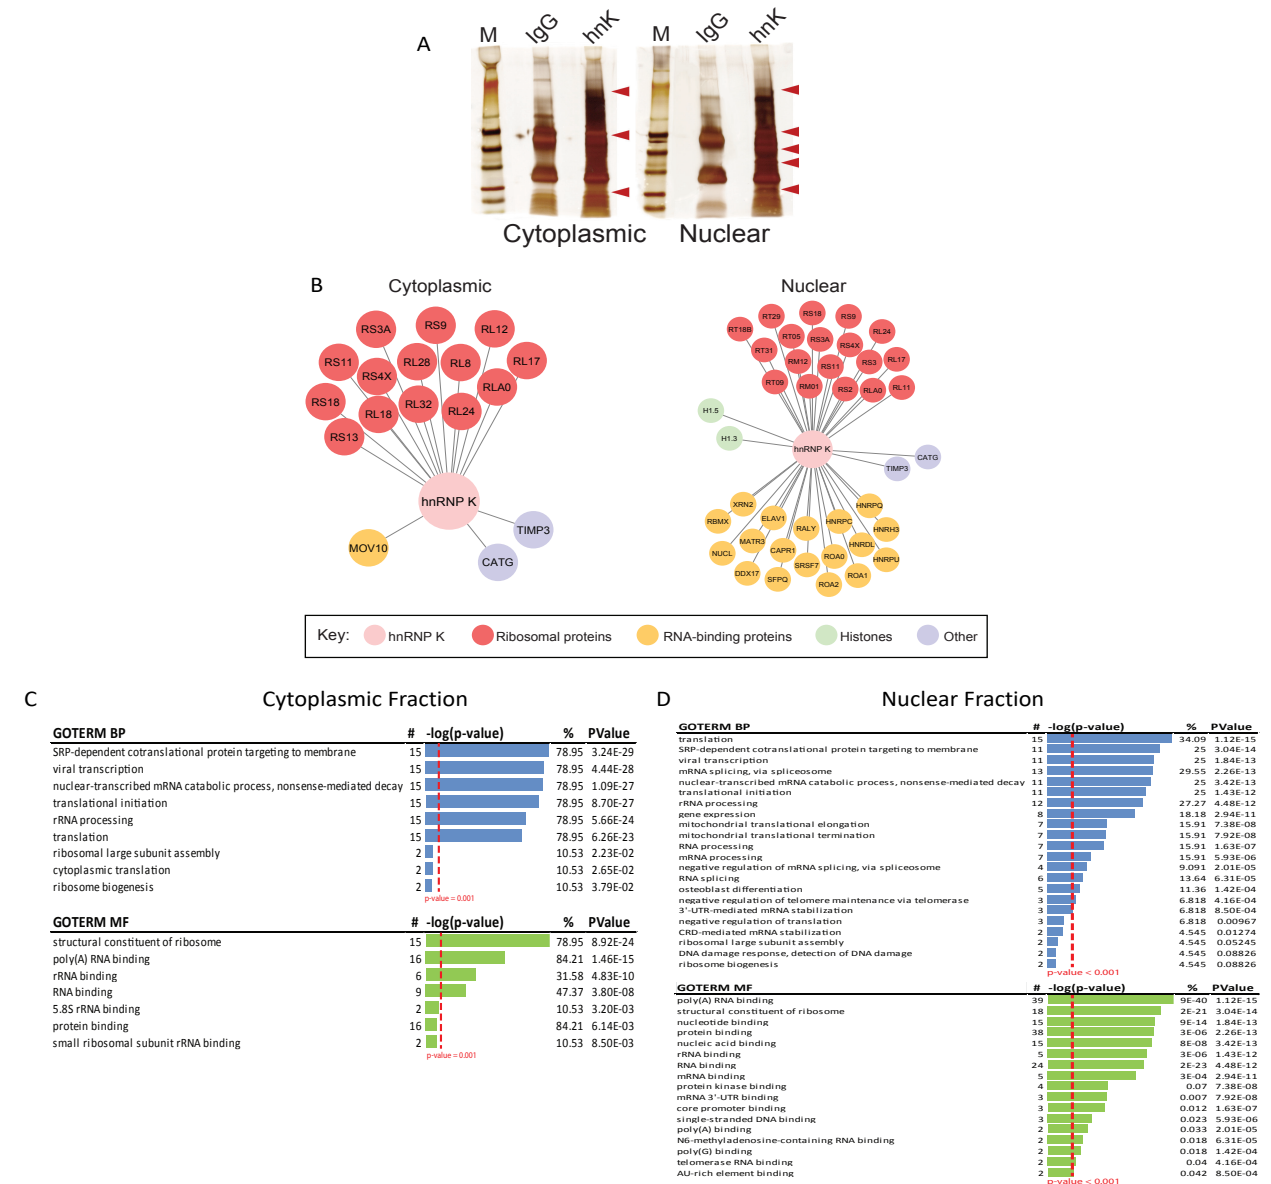 A
M IgG hnK M IgG hnK
Cytoplasmic Nuclear
B
Cytoplasmic
RS3A RS9 RL12
RS11 RL28 RL8 RL17
RS4X RLA0
RS18 RL18 RL32 RL24
RS13
hnRNP K
MOV10 CATG TIMP3
Nuclear
RT18B RT29 RS18 RS9 RL24
RT05 RS3A RS4X
RT31 RM12 RS11 RS3 RL17
RT09 RM01 RS2 RLA0 RL11
H1.5
H1.3
hnRNP K
CATG
TIMP3
XRN2 HNRPQ
RBMX ELAV1 RALY HNRPC HNRH3
NUCL MATR3 CAPR1 ROA0 HNRDL HNRPU
DDX17 SFPQ SRSF7 ROA2 ROA1
Key: hnRNP K Ribosomal proteins RNA-binding proteins Histones Other
C Cytoplasmic Fraction
GOTERM BP # -log(p-value) % PValue
SRP-dependent cotranslational protein targeting to membrane 15 78.95 3.24E-29
viral transcription 15 78.95 4.44E-28
nuclear-transcribed mRNA catabolic process, nonsense-mediated decay 15 78.95 1.09E-27
translational initiation 15 78.95 8.70E-27
rRNA processing 15 78.95 5.66E-24
translation 15 78.95 6.26E-23
ribosomal large subunit assembly 2 10.53 2.23E-02
cytoplasmic translation 2 10.53 2.65E-02
ribosome biogenesis 2 10.53 3.79E-02
p-value = 0.001
GOTERM MF # -log(p-value) % PValue
structural constituent of ribosome 15 78.95 8.92E-24
poly(A) RNA binding 16 84.21 1.46E-15
rRNA binding 6 31.58 4.83E-10
RNA binding 9 47.37 3.80E-08
5.8S rRNA binding 2 10.53 3.20E-03
protein binding 16 84.21 6.14E-03
small ribosomal subunit rRNA binding 2 10.53 8.50E-03
p-value = 0.001
D Nuclear Fraction
GOTERM BP # -log(p-value) % PValue
translation 15 34.09 1.12E-15
SRP-dependent cotranslational protein targeting to membrane 11 25 3.04E-14
viral transcription 11 25 1.84E-13
mRNA splicing, via spliceosome 13 29.55 2.26E-13
nuclear-transcribed mRNA catabolic process, nonsense-mediated decay 11 25 3.42E-13
translational initiation 11 25 1.43E-12
rRNA processing 12 27.27 4.48E-12
gene expression 8 18.18 2.94E-11
mitochondrial translational elongation 7 15.91 7.38E-08
mitochondrial translational termination 7 15.91 7.92E-08
RNA processing 7 15.91 1.63E-07
mRNA processing 7 15.91 5.93E-06
negative regulation of mRNA splicing, via spliceosome 4 9.091 2.01E-05
RNA splicing 6 13.64 6.31E-05
osteoblast differentiation 5 11.36 1.42E-04
negative regulation of telomere maintenance via telomerase 3 6.818 4.16E-04
3'-UTR-mediated mRNA stabilization 3 6.818 8.50E-04
negative regulation of translation 3 6.818 0.00967
CRD-mediated mRNA stabilization 2 4.545 0.01274
ribosomal large subunit assembly 2 4.545 0.05245
DNA damage response, detection of DNA damage 2 4.545 0.08826
ribosome biogenesis 2 4.545 0.08826
p-value < 0.001
GOTERM MF # -log(p-value) % PValue
poly(A) RNA binding 39 9E-40 1.12E-15
structural constituent of ribosome 18 2E-21 3.04E-14
nucleotide binding 15 9E-14 1.84E-13
protein binding 38 3E-06 2.26E-13
nucleic acid binding 15 8E-08 3.42E-13
rRNA binding 5 3E-06 1.43E-12
RNA binding 24 2E-23 4.48E-12
mRNA binding 5 3E-04 2.94E-11
protein kinase binding 4 0.07 7.38E-08
mRNA 3'-UTR binding 3 0.007 7.92E-08
core promoter binding 3 0.012 1.63E-07
single-stranded DNA binding 3 0.023 5.93E-06
poly(A) binding 2 0.033 2.01E-05
N6-methyladenosine-containing RNA binding 2 0.018 6.31E-05
poly(G) binding 2 0.018 1.42E-04
telomerase RNA binding 2 0.04 4.16E-04
AU-rich element binding 2 0.042 8.50E-04
p-value < 0.001